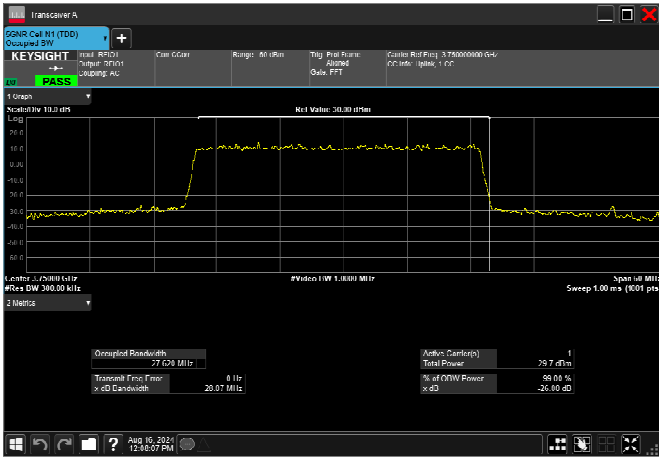 Transceiver A
5GNR Cell N1 (TDD)
Occupied BW
KEYSIGHT
PASS
Input: RFIO1
Output: RFIO1
Coupling: AC
Corr CCorr
Range: 60 dBm
Trig: Prot Frame
Aligned
Gate: FFT
Carrier Ref Freq: 3.750000000 GHz
CC Info: Uplink, 1 CC
1 Graph
Scale/Div 10.0 dB
Ref Value 30.00 dBm
Log
20.0
10.0
0.00
-10.0
-20.0
-30.0
-40.0
-50.0
-60.0
Center 3.75000 GHz
#Video BW 1.0000 MHz
Span 50 MHz
#Res BW 300.00 kHz
Sweep 1.00 ms (1001 pts
2 Metrics
Occupied Bandwidth
27.620 MHz
Active Carrier(s) 1
Total Power 29.7 dBm
Transmit Freq Error 0 Hz
x dB Bandwidth 28.07 MHz
% of OBW Power 99.00 %
x dB -26.00 dB
Aug 16, 2024
12:08:07 PM